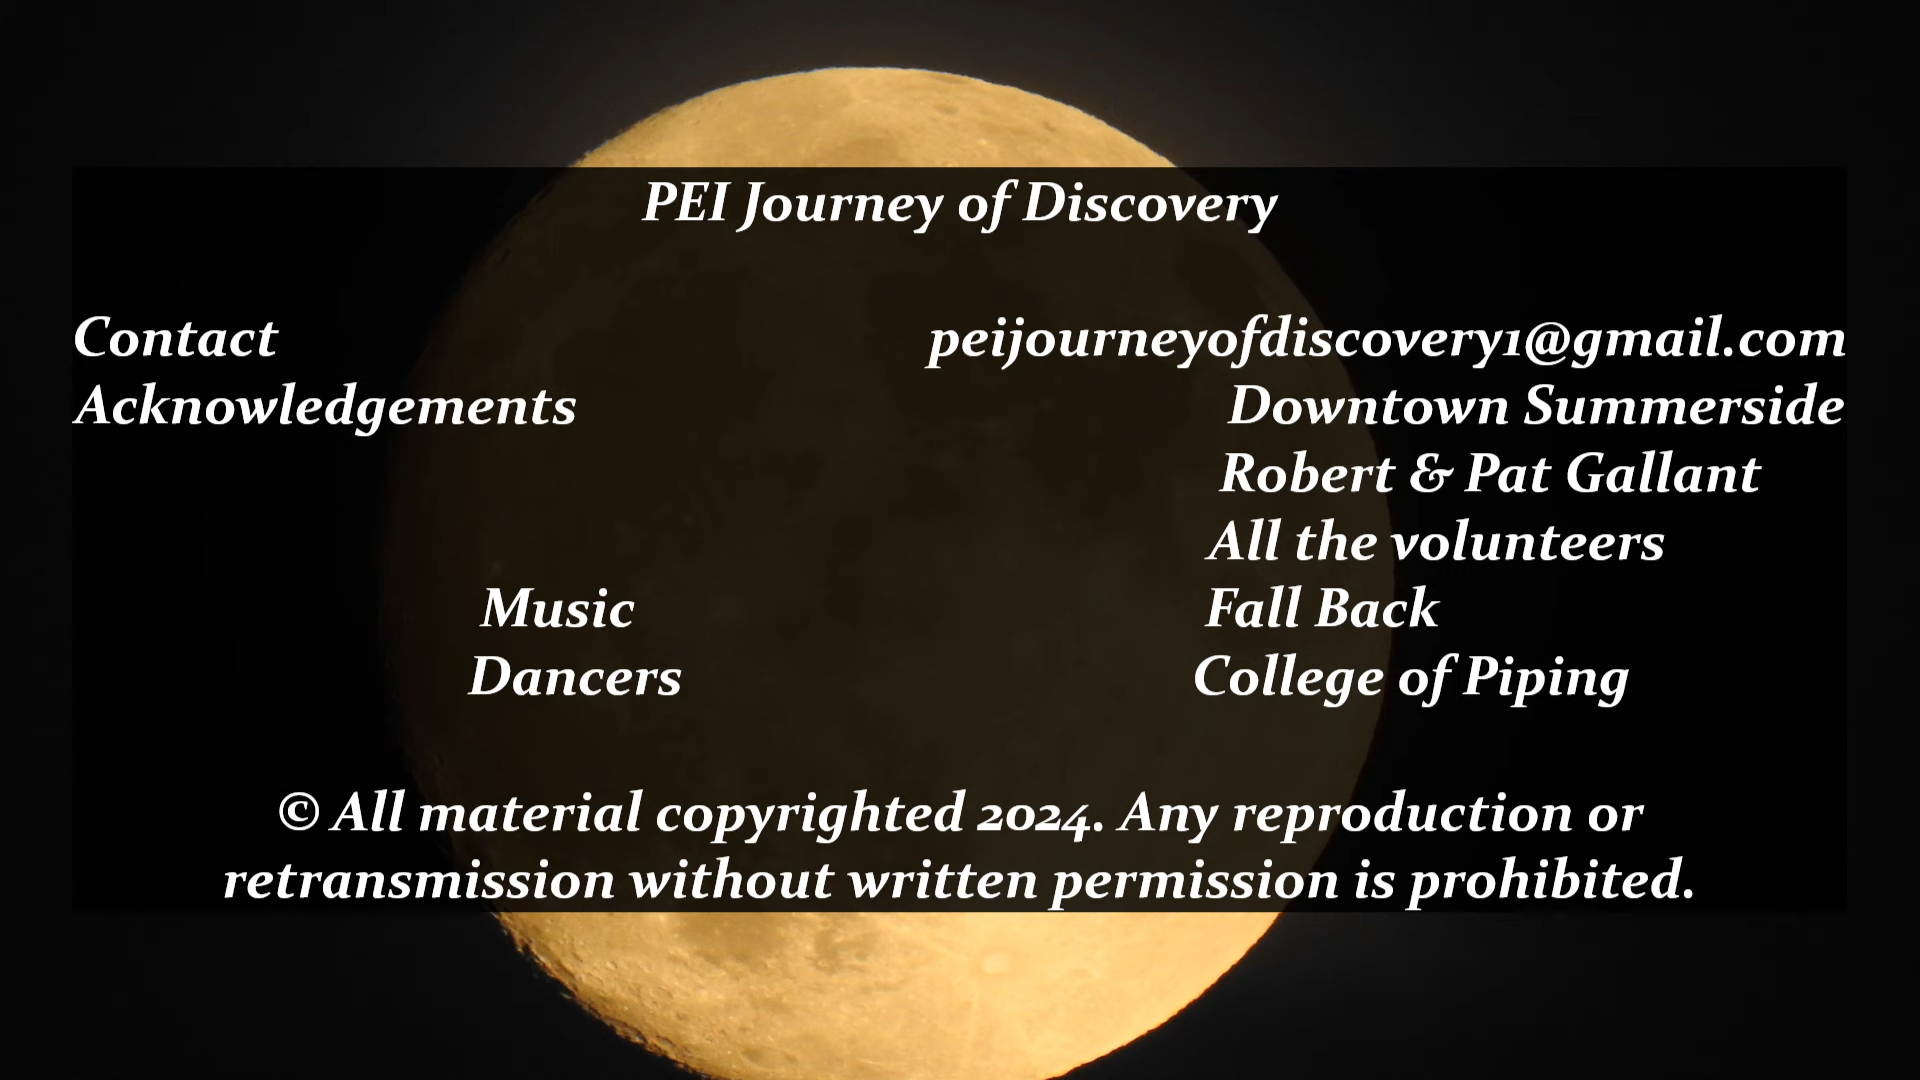 PEI Journey of Discovery
Contact peijourneyofdiscovery1@gmail.com
Acknowledgements Downtown Summerside
Robert & Pat Gallant
All the volunteers
Music Fall Back
Dancers College of Piping
© All material copyrighted 2024. Any reproduction or
retransmission without written permission is prohibited.